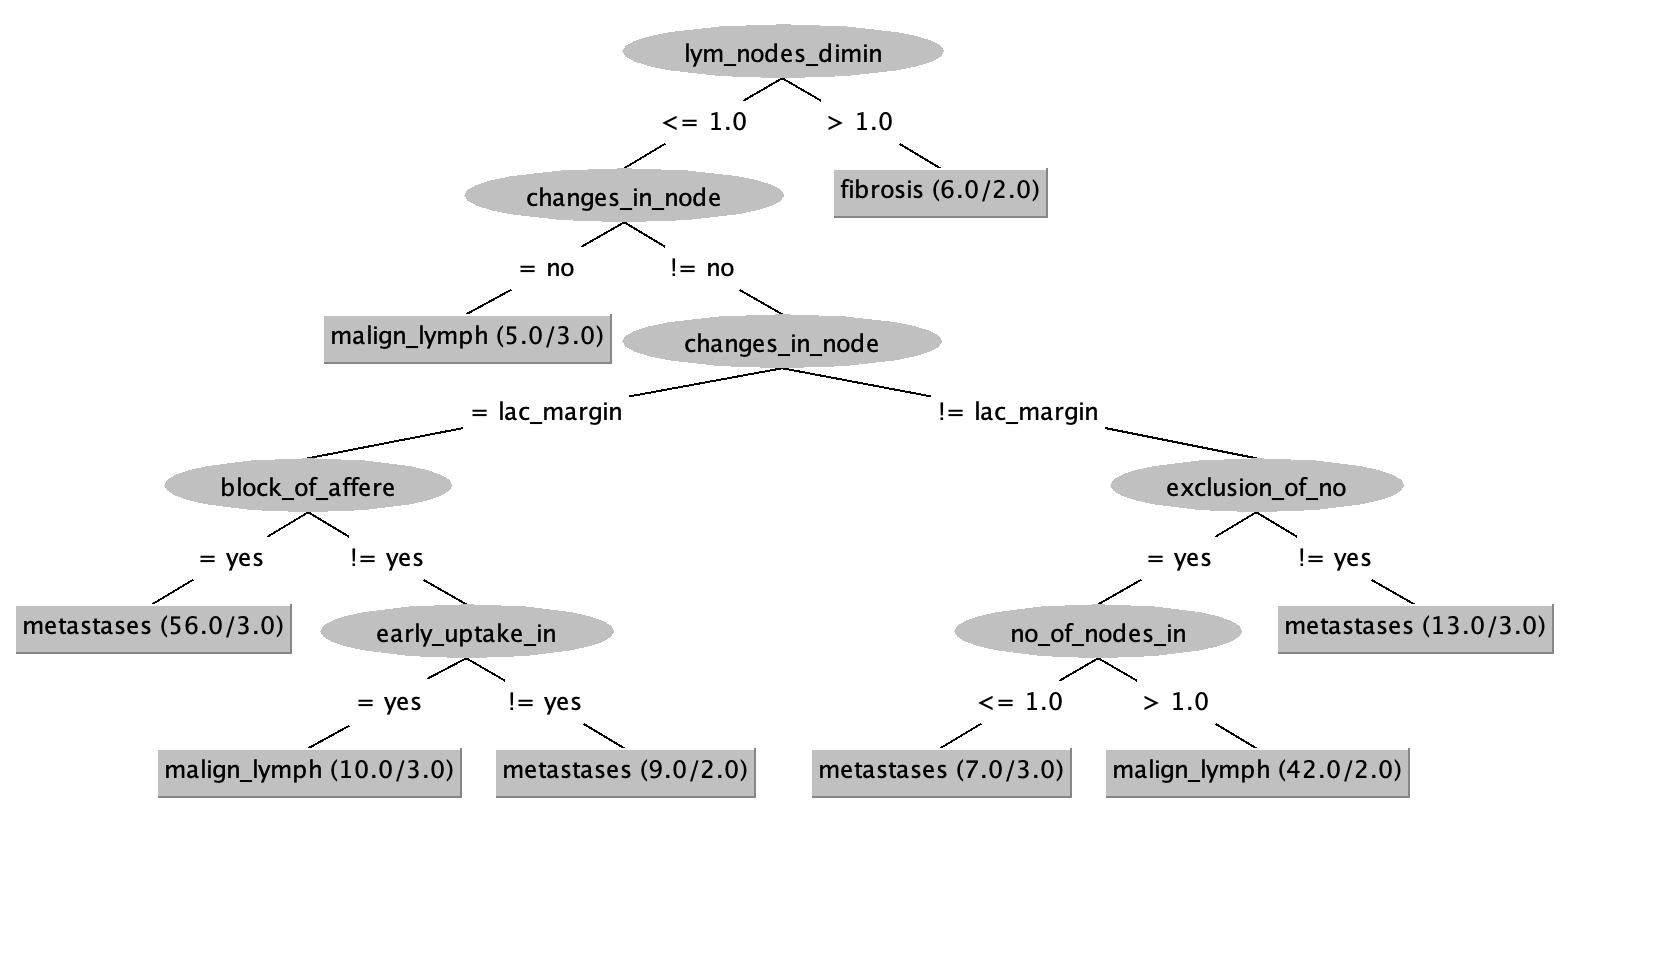 lym_nodes_dimin
<= 1.0
> 1.0
changes_in_node
fibrosis (6.0/2.0)
= no
!= no
malign_lymph (5.0/3.0)
changes_in_node
= lac_margin
!= lac_margin
block_of_affere
exclusion_of_no
= yes
!= yes
= yes
!= yes
metastases (56.0/3.0)
early_uptake_in
no_of_nodes_in
metastases (13.0/3.0)
= yes
!= yes
<= 1.0
> 1.0
malign_lymph (10.0/3.0)
metastases (9.0/2.0)
metastases (7.0/3.0)
malign_lymph (42.0/2.0)